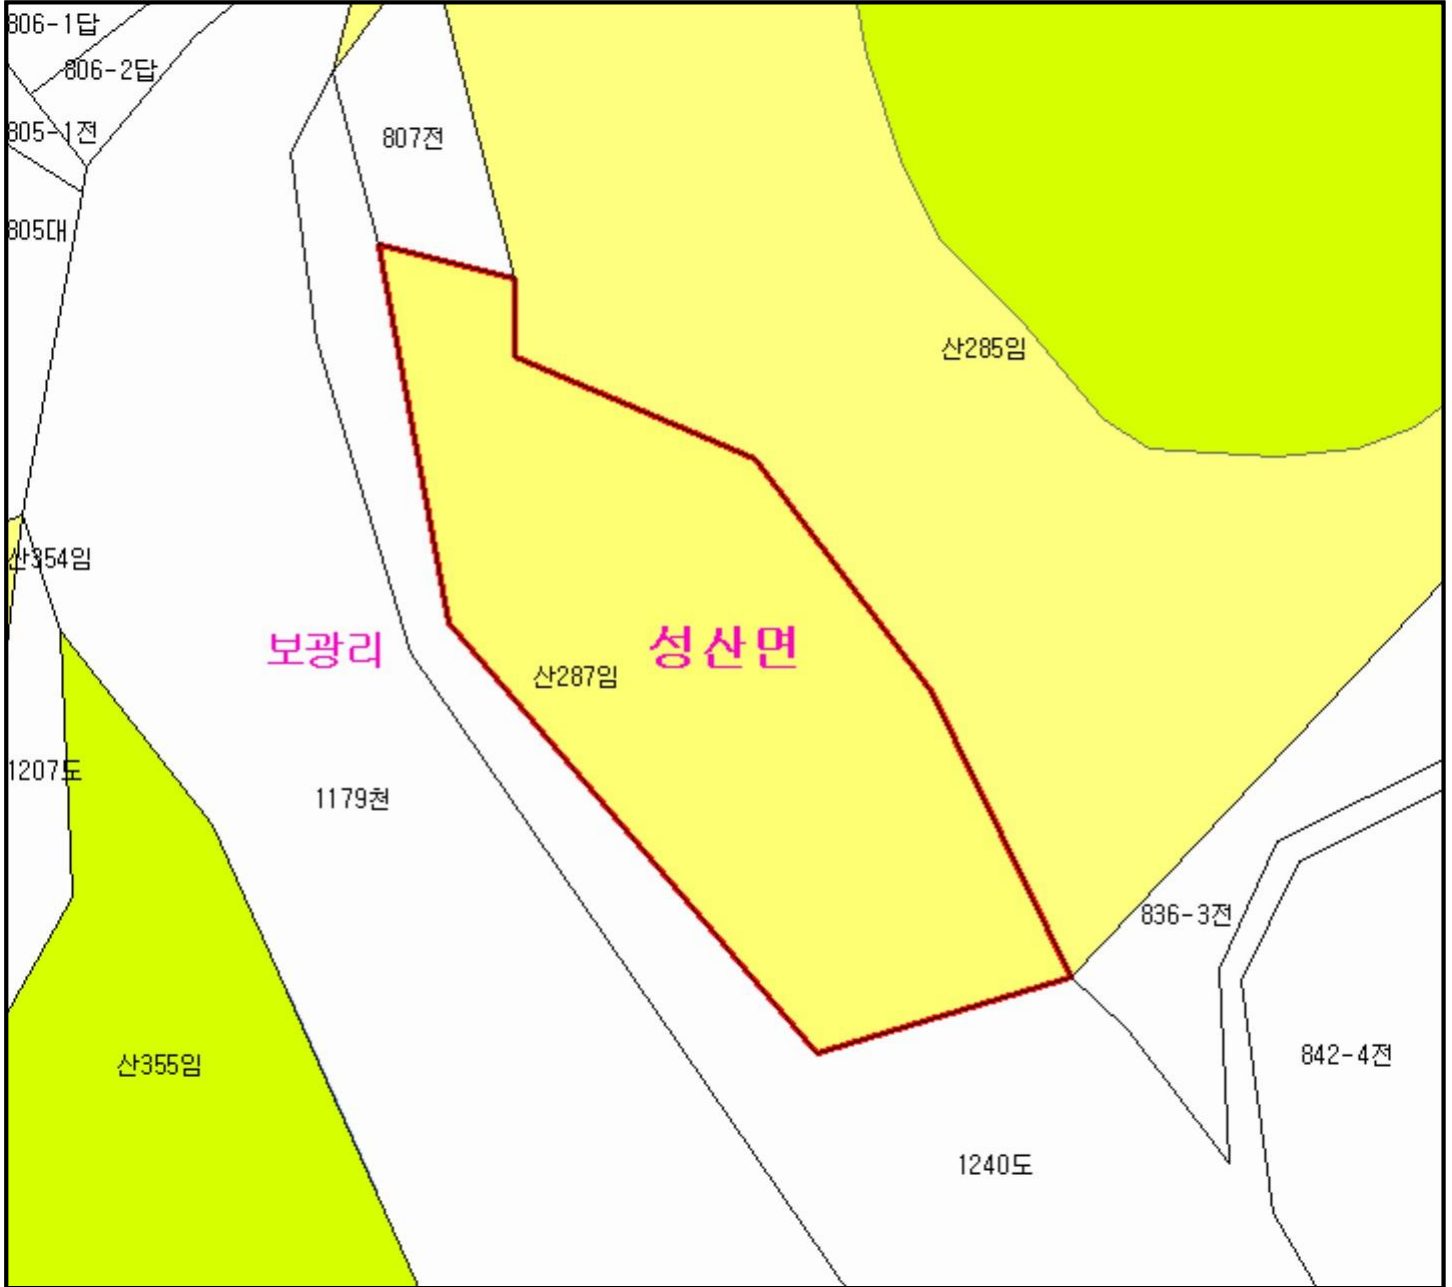 806-1답
806-2답
805-1전
807전
805대
산285임
산354임
보광리
성산면
산287임
1207도
1179천
836-3전
842-4전
산355임
1240도